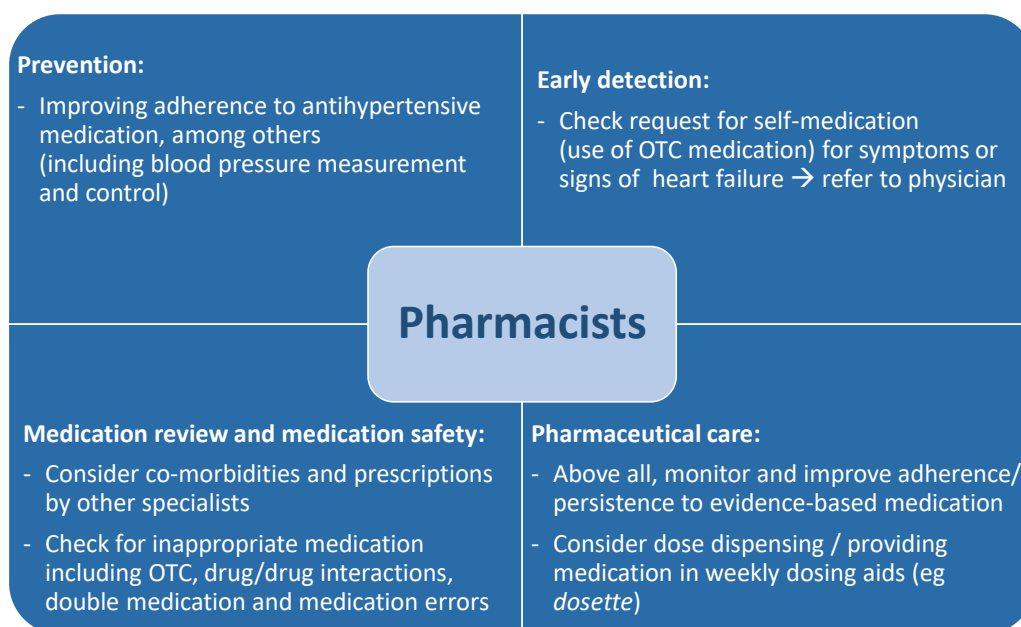 Prevention:
- Improving adherence to antihypertensive
medication, among others
(including blood pressure measurement
and control)
Early detection:
- Check request for self-medication
(use of OTC medication) for symptoms or
signs of heart failure → refer to physician
Pharmacists
Medication review and medication safety:
- Consider co-morbidities and prescriptions
by other specialists
- Check for inappropriate medication
including OTC, drug/drug interactions,
double medication and medication errors
Pharmaceutical care:
- Above all, monitor and improve adherence/
persistence to evidence-based medication
- Consider dose dispensing / providing
medication in weekly dosing aids (eg
dosette)